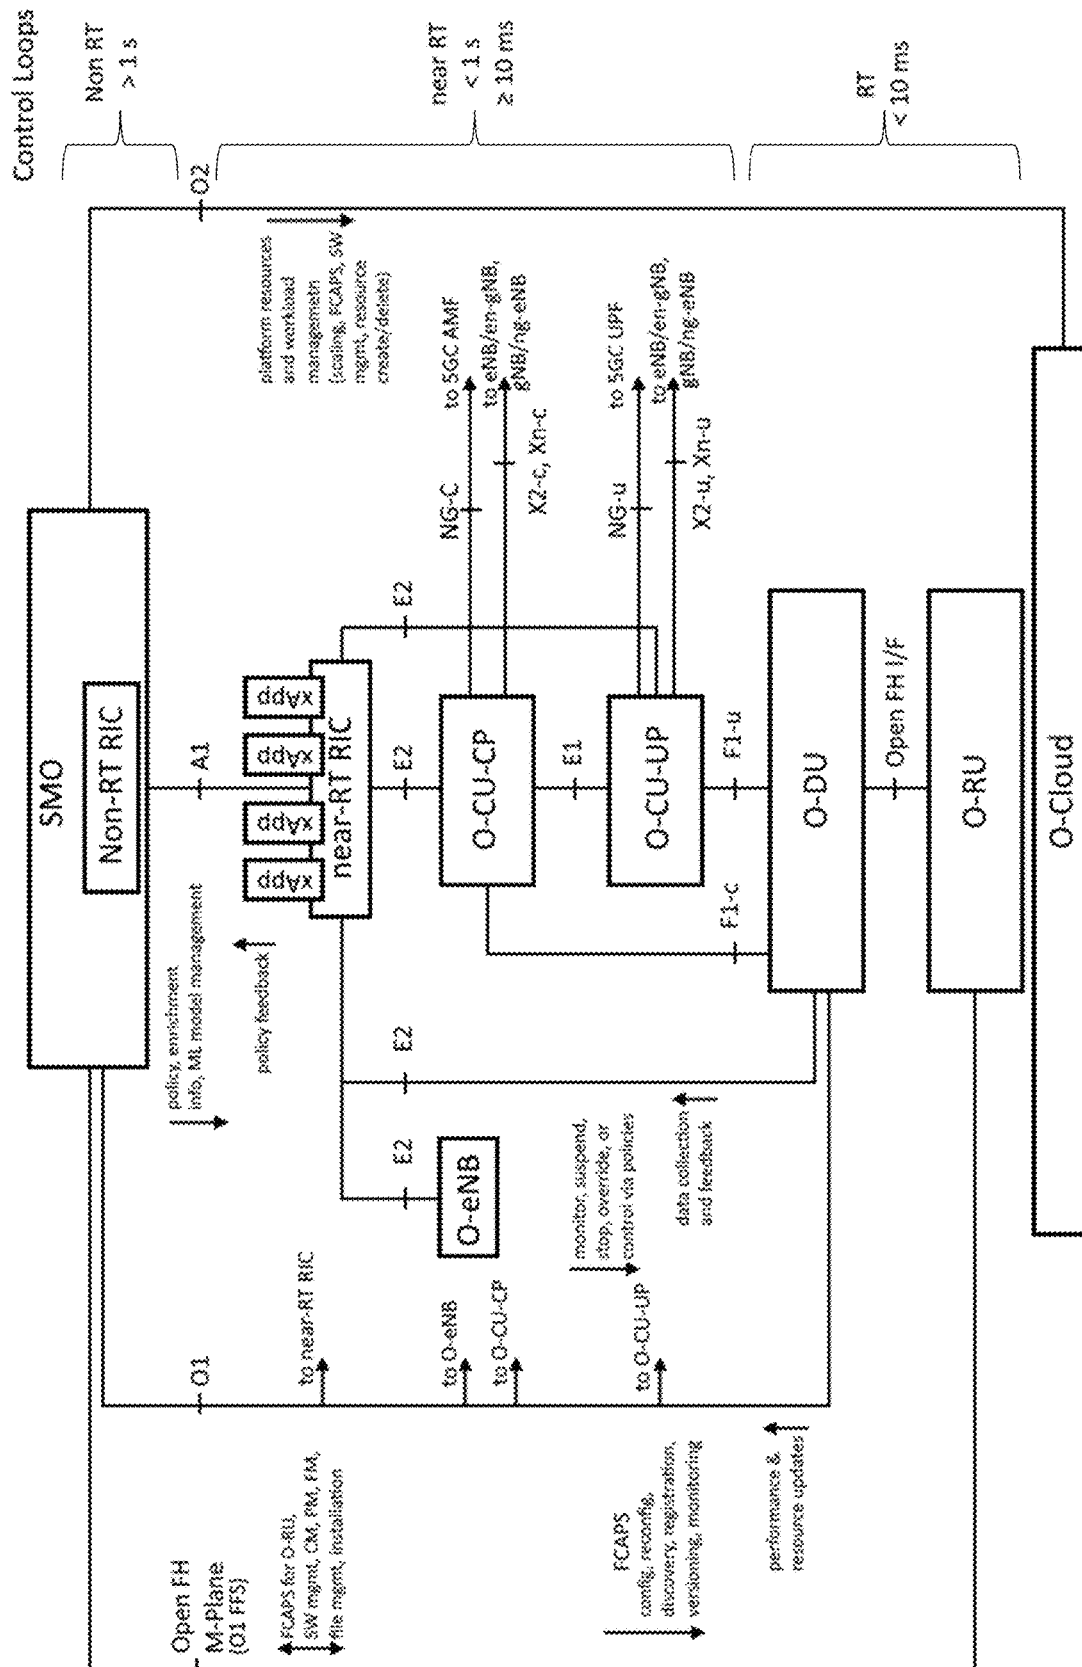 Control Loops
Non RT
> 1 s
near RT
< 1 s
≥ 10 ms
RT
< 10 ms
O2
platform resources
and workload
managemetn
(scaling, FCAPS, SW
mgmt, resource
create/delete)
SMO
Non-RT RIC
A1
policy, enrichment
info, ML model management
policy feedback
xApp
xApp
xApp
xApp
near-RT RIC
E2
E2
E2
E2
O-eNB
O-CU-CP
NG-C
to 5GC AMF
X2-c, Xn-c
to eNB/en-gNB,
gNB/ng-eNB
E1
O-CU-UP
NG-u
to 5GC UPF
X2-u, Xn-u
to eNB/en-gNB,
gNB/ng-eNB
F1-c
F1-u
O-DU
Open FH I/F
O-RU
O-Cloud
monitor, suspend,
stop, override, or
control via policies
data collection
and feedback
O1
to near-RT RIC
to O-eNB
to O-CU-CP
to O-CU-UP
Open FH
M-Plane
(O1 FFS)
FCAPS for O-RU,
SW mgmt, CM, PM, FM,
file mgmt, installation
FCAPS
config, reconfig,
discovery, registration,
versioning, monitoring
performance &
resource updates